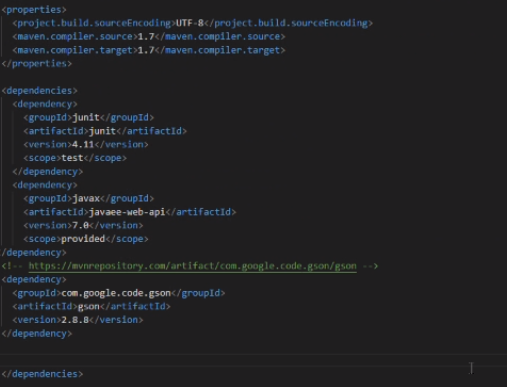 <properties>
<project.build.sourceEncoding>UTF-8</project.build.sourceEncoding>
<maven.compiler.source>1.7</maven.compiler.source>
<maven.compiler.target>1.7</maven.compiler.target>
</properties>
<dependencies>
<dependency>
<groupId>junit</groupId>
<artifactId>junit</artifactId>
<version>4.11</version>
<scope>test</scope>
</dependency>
<dependency>
<groupId>javax</groupId>
<artifactId>javaee-web-api</artifactId>
<version>7.0</version>
<scope>provided</scope>
/dependency>
<!-- https://mvnrepository.com/artifact/com.google.code.gson/gson -->
<dependency>
<groupId>com.google.code.gson</groupId>
<artifactId>gson</artifactId>
<version>2.8.8</version>
</dependency>
</dependencies>